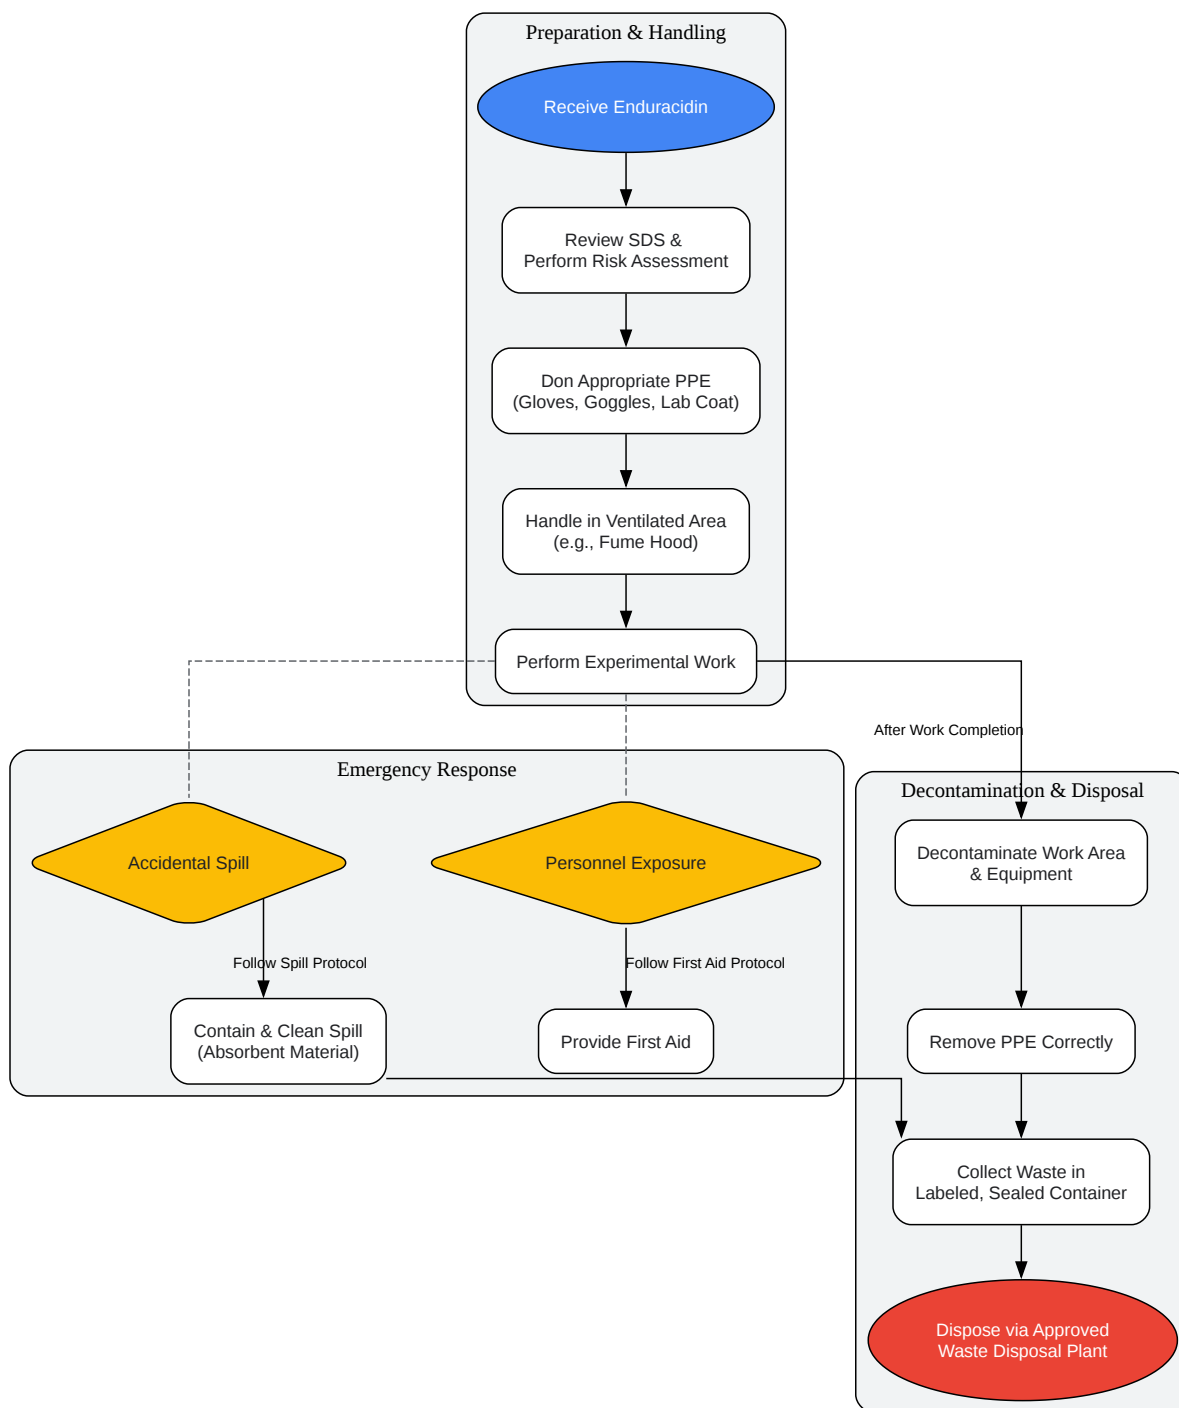 Preparation & Handling
Receive Enduracidin
Review SDS &
Perform Risk Assessment
Don Appropriate PPE
(Gloves, Goggles, Lab Coat)
Handle in Ventilated Area
(e.g., Fume Hood)
Perform Experimental Work
After Work Completion
Emergency Response
Accidental Spill
Personnel Exposure
Follow Spill Protocol
Follow First Aid Protocol
Contain & Clean Spill
(Absorbent Material)
Provide First Aid
Decontamination & Disposal
Decontaminate Work Area
& Equipment
Remove PPE Correctly
Collect Waste in
Labeled, Sealed Container
Dispose via Approved
Waste Disposal Plant